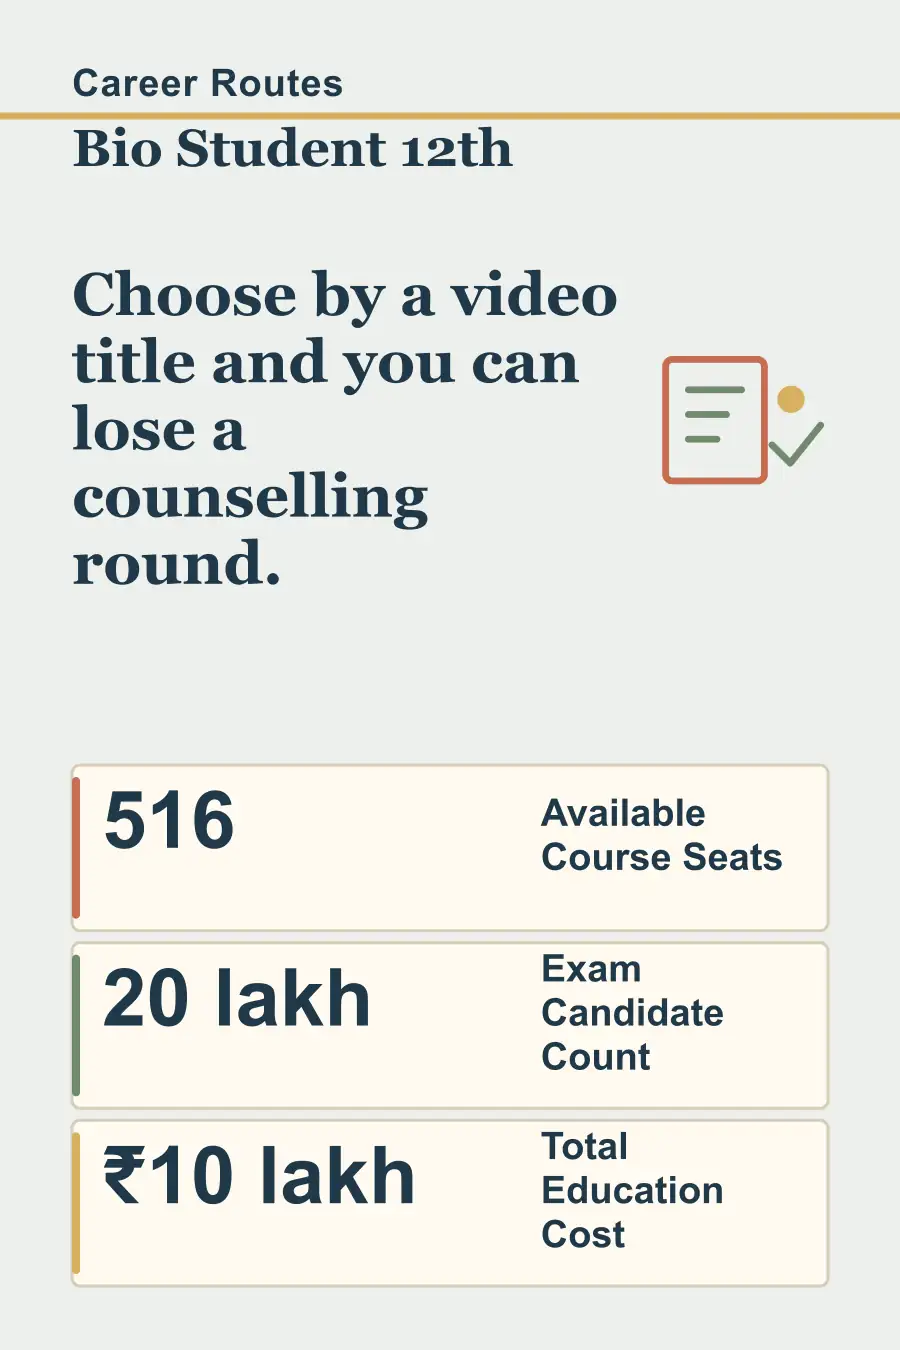 Career Routes
Bio Student 12th
Choose by a video
title and you can
lose a
counselling
round.
516
Available
Course Seats
20 lakh
Exam
Candidate
Count
₹10 lakh
Total
Education
Cost